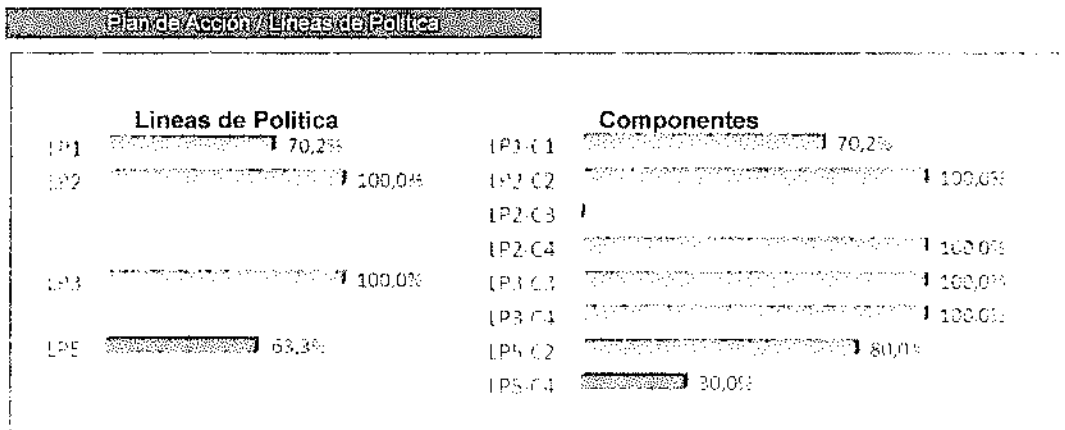 Plan de Acción / Líneas de Política
Lineas de Politica
LP1 70,2%
LP2 100,0%
LP3 100,0%
LP5 63,3%
Componentes
LP1-C1 70,2%
LP2-C2 100,0%
LP2-C3
LP2-C4 100,0%
LP3-C3 100,0%
LP3-C4 100,0%
LP5-C2 80,0%
LP5-C4 30,0%